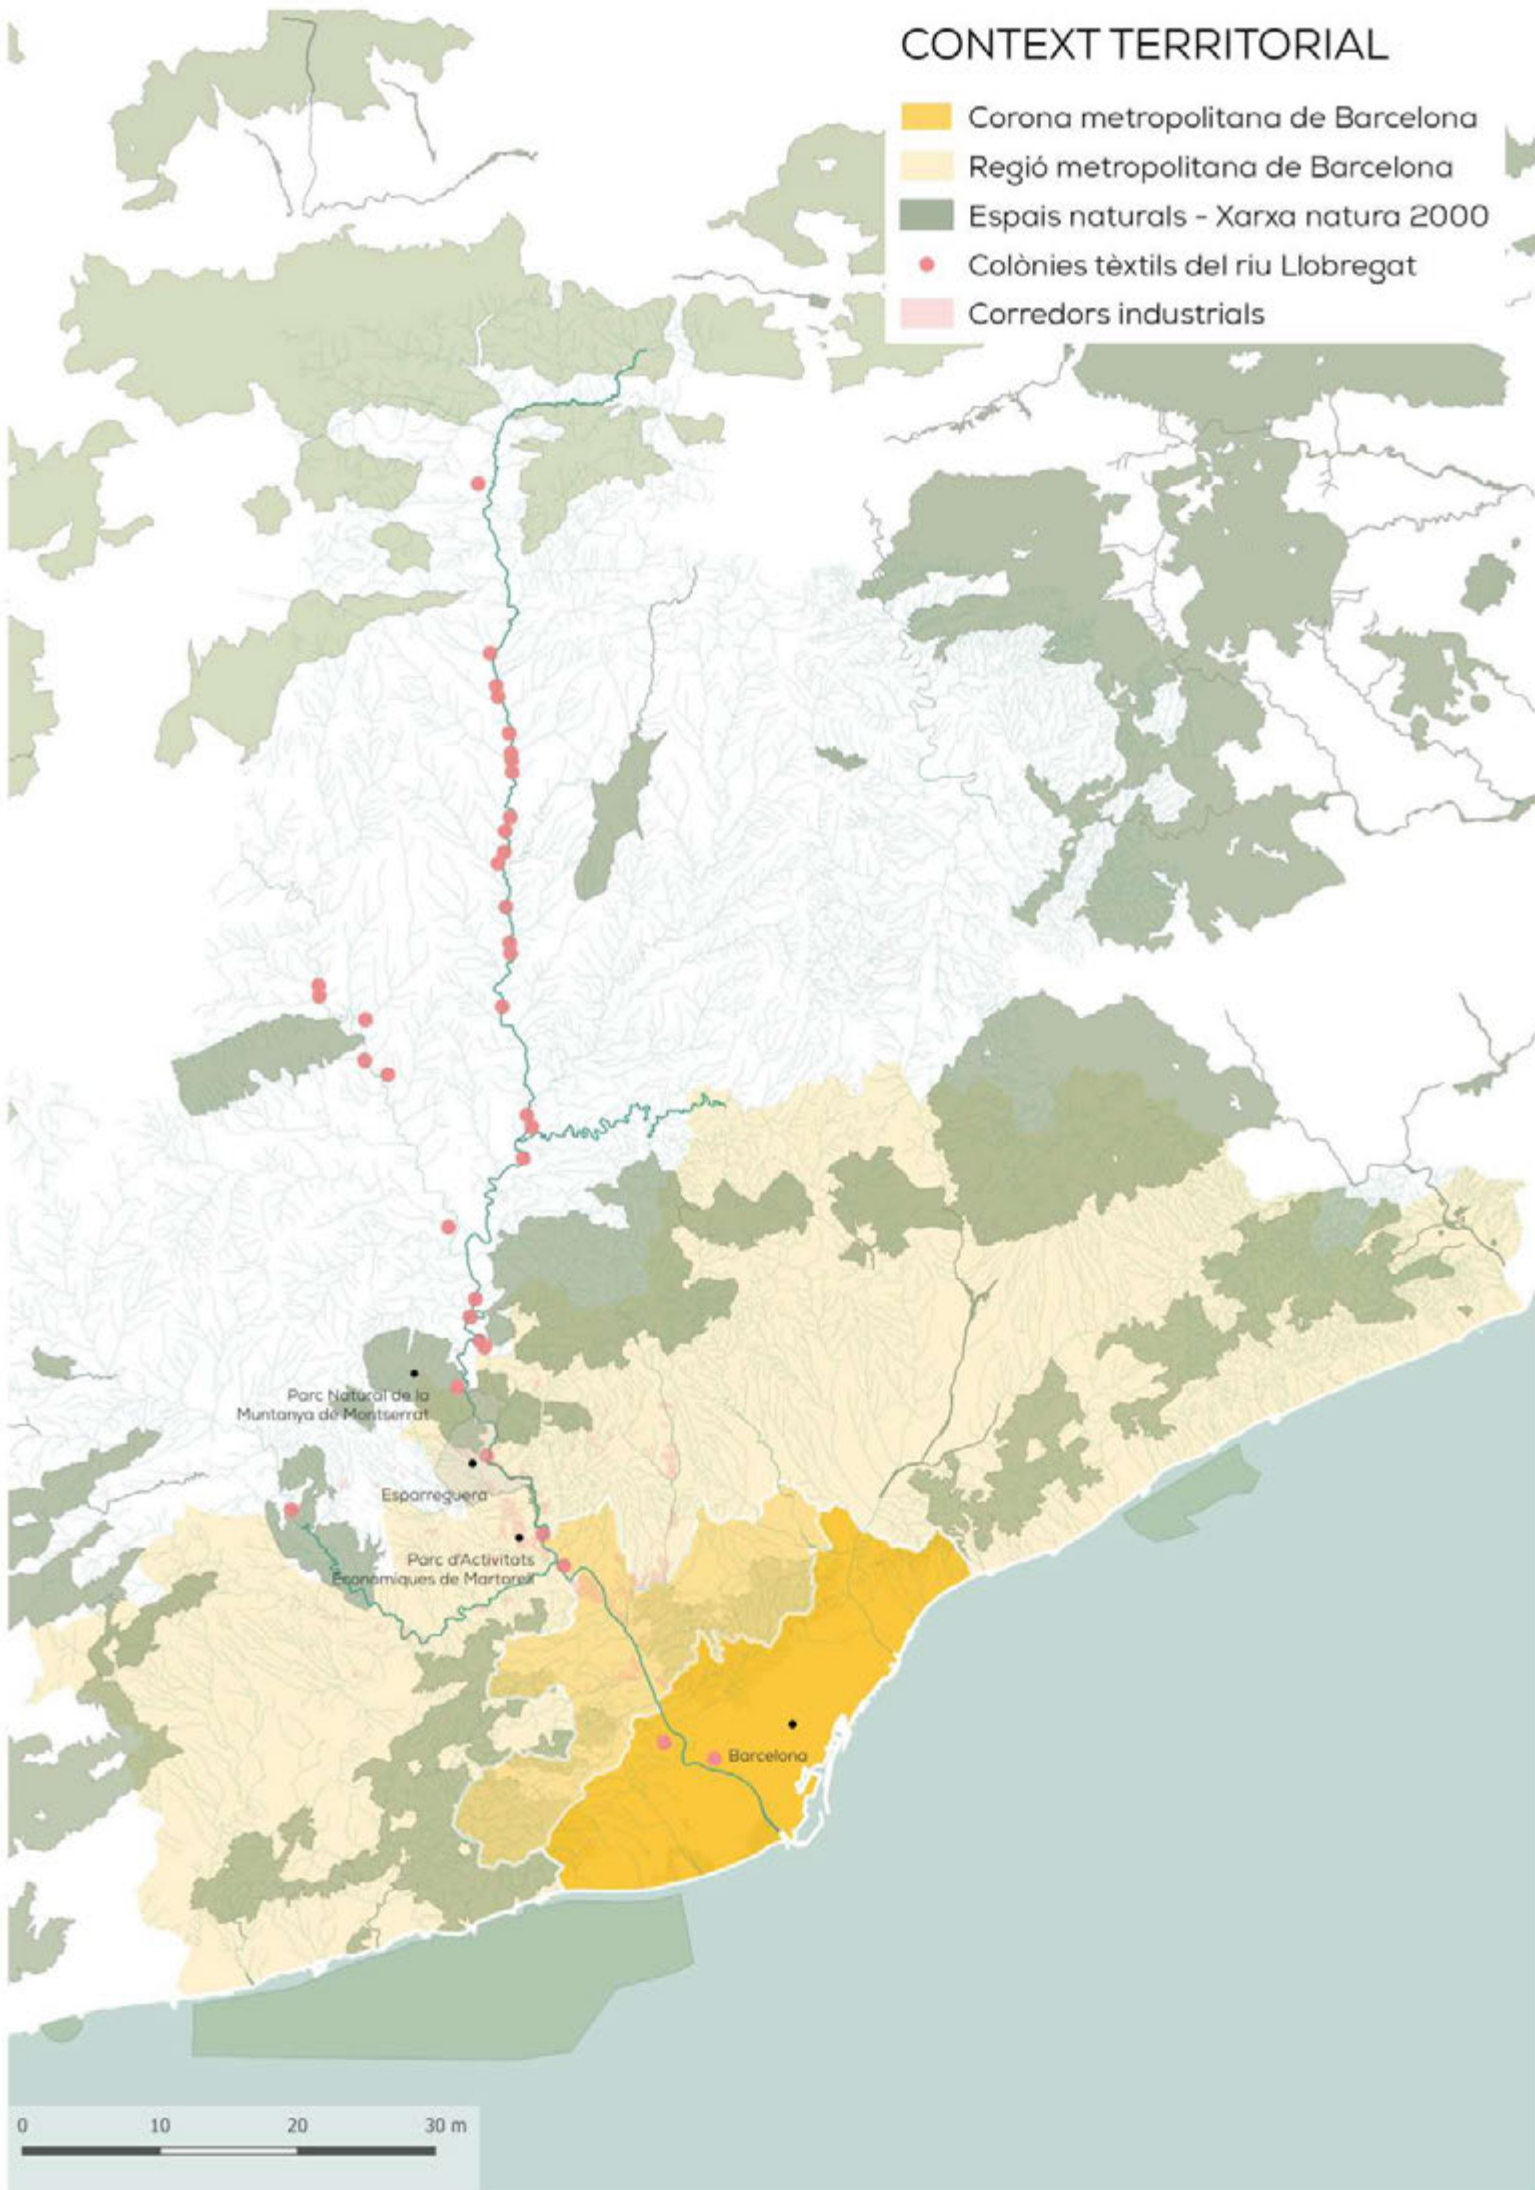 CONTEXT TERRITORIAL
Corona metropolitana de Barcelona
Regió metropolitana de Barcelona
Espais naturals - Xarxa natura 2000
Colònies tèxtils del riu Llobregat
Corredors industrials
Parc Natural de la
Muntanya de Montserrat
Esparreguera
Parc d'Activitats
Econòmiques de Martorell
Barcelona
0 10 20 30 m